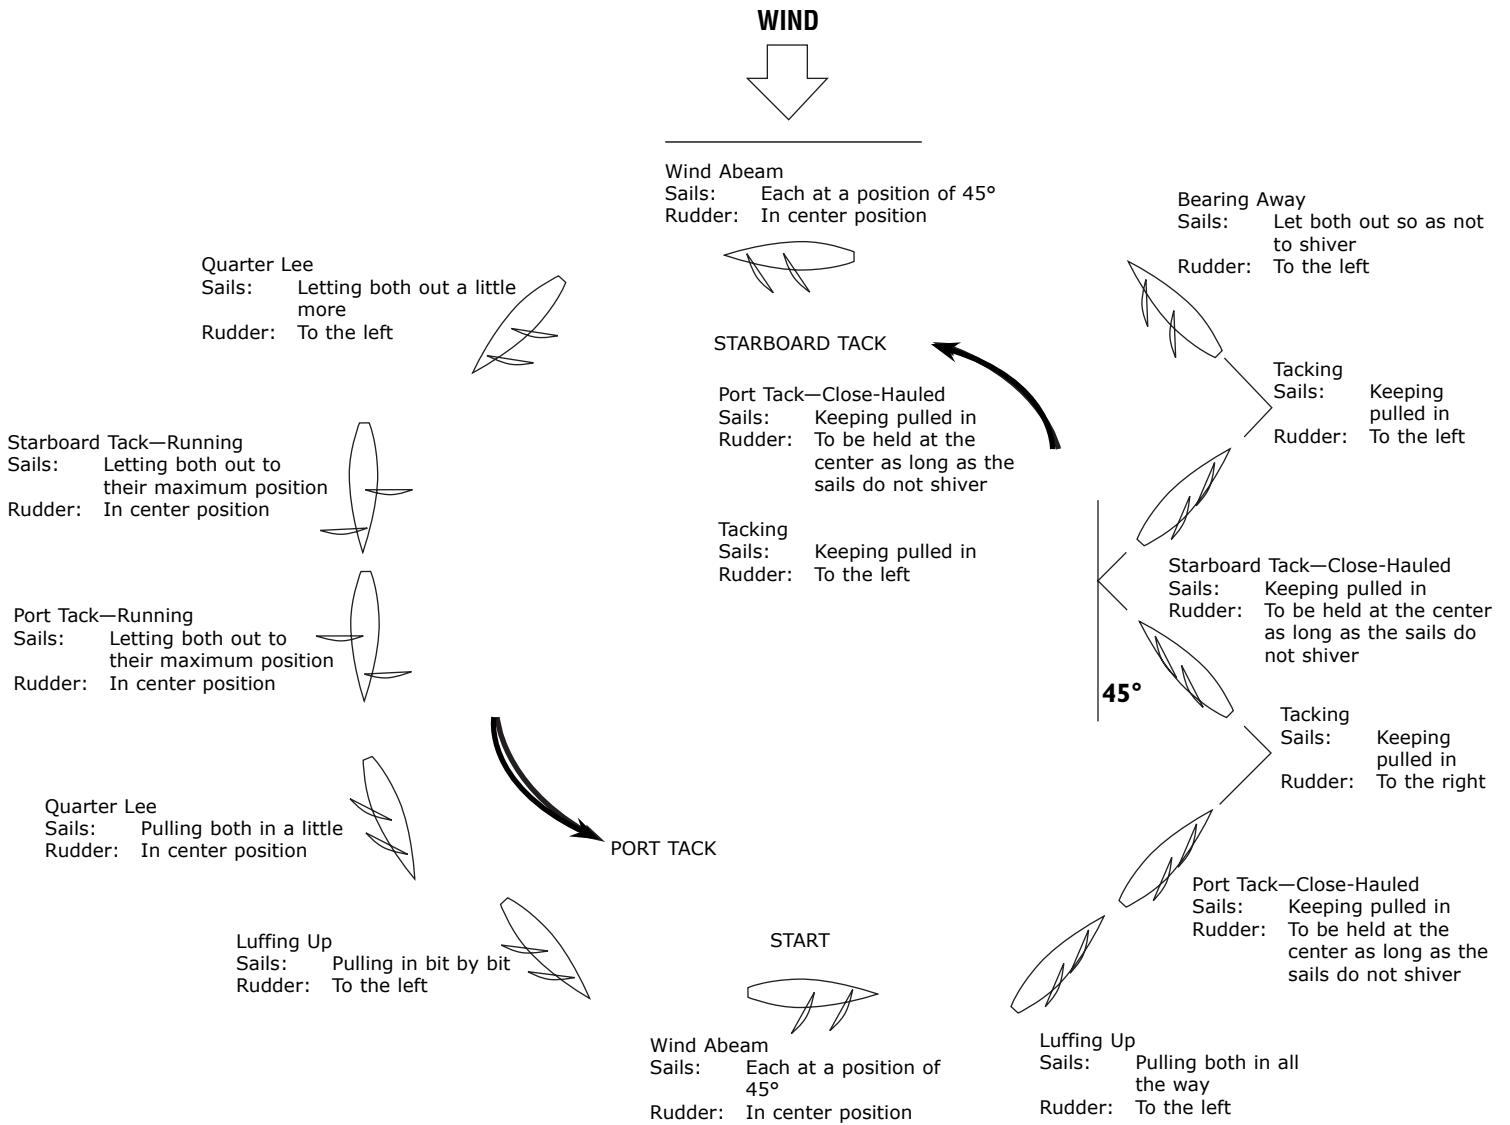 WIND
Wind Abeam
Sails: Each at a position of 45°
Rudder: In center position
Bearing Away
Sails: Let both out so as not
to shiver
Rudder: To the left
Quarter Lee
Sails: Letting both out a little
more
Rudder: To the left
STARBOARD TACK
Tacking
Sails: Keeping
pulled in
Rudder: To the left
Port Tack—Close-Hauled
Sails: Keeping pulled in
Rudder: To be held at the
center as long as the
sails do not shiver
Starboard Tack—Running
Sails: Letting both out to
their maximum position
Rudder: In center position
Tacking
Sails: Keeping pulled in
Rudder: To the left
Starboard Tack—Close-Hauled
Sails: Keeping pulled in
Rudder: To be held at the center
as long as the sails do
not shiver
Port Tack—Running
Sails: Letting both out to
their maximum position
Rudder: In center position
45°
Tacking
Sails: Keeping
pulled in
Rudder: To the right
Quarter Lee
Sails: Pulling both in a little
Rudder: In center position
PORT TACK
Port Tack—Close-Hauled
Sails: Keeping pulled in
Rudder: To be held at the
center as long as the
sails do not shiver
Luffing Up
Sails: Pulling in bit by bit
Rudder: To the left
START
Wind Abeam
Sails: Each at a position of
45°
Rudder: In center position
Luffing Up
Sails: Pulling both in all
the way
Rudder: To the left